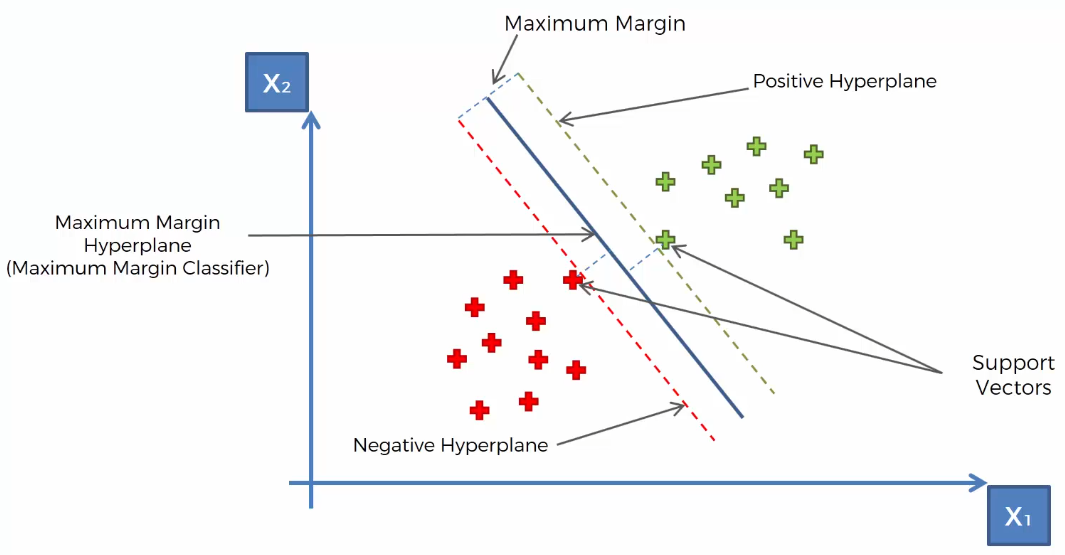 Maximum Margin
X₂
Positive Hyperplane
Maximum Margin
Hyperplane
(Maximum Margin Classifier)
Support
Vectors
Negative Hyperplane
X₁